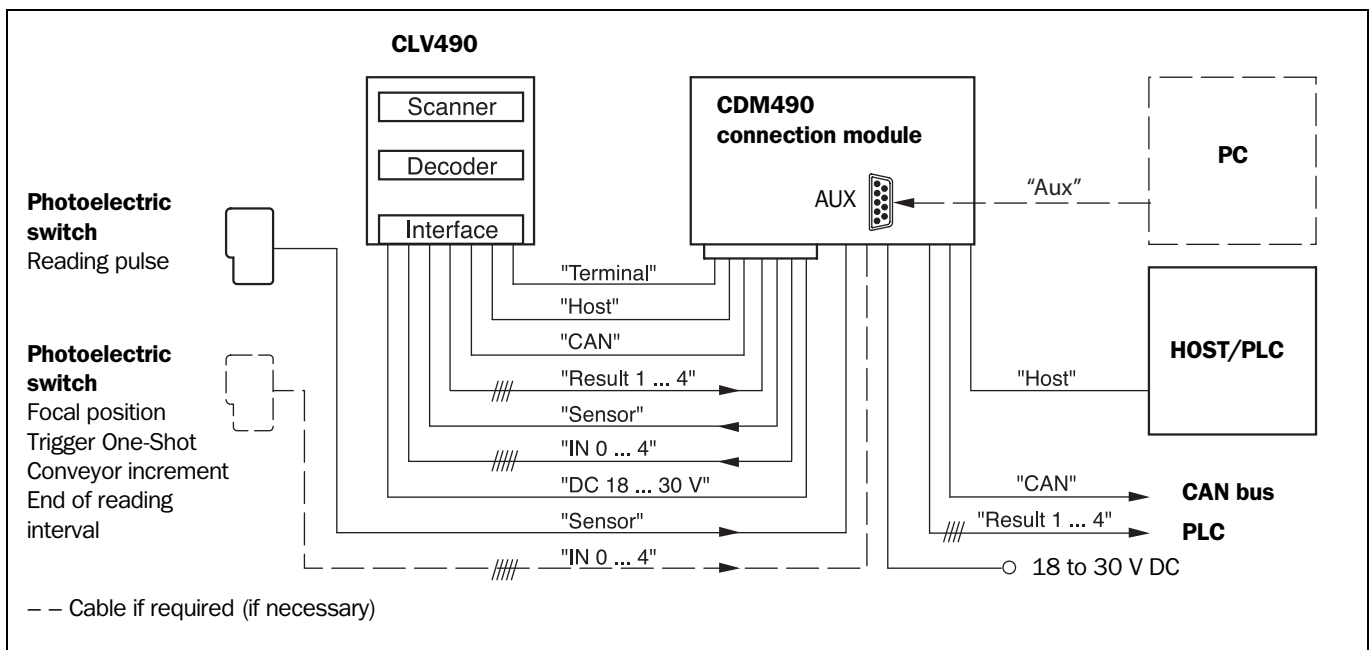 CLV490
Scanner
Decoder
Interface
CDM490
connection module
AUX
"Aux"
PC
Photoelectric
switch
Reading pulse
"Terminal"
"Host"
"CAN"
"Result 1 ... 4"
"Sensor"
"IN 0 ... 4"
"DC 18 ... 30 V"
"Sensor"
"IN 0 ... 4"
Photoelectric
switch
Focal position
Trigger One-Shot
Conveyor increment
End of reading
interval
"Host"
HOST/PLC
"CAN"
CAN bus
"Result 1 ... 4"
PLC
18 to 30 V DC
– – Cable if required (if necessary)